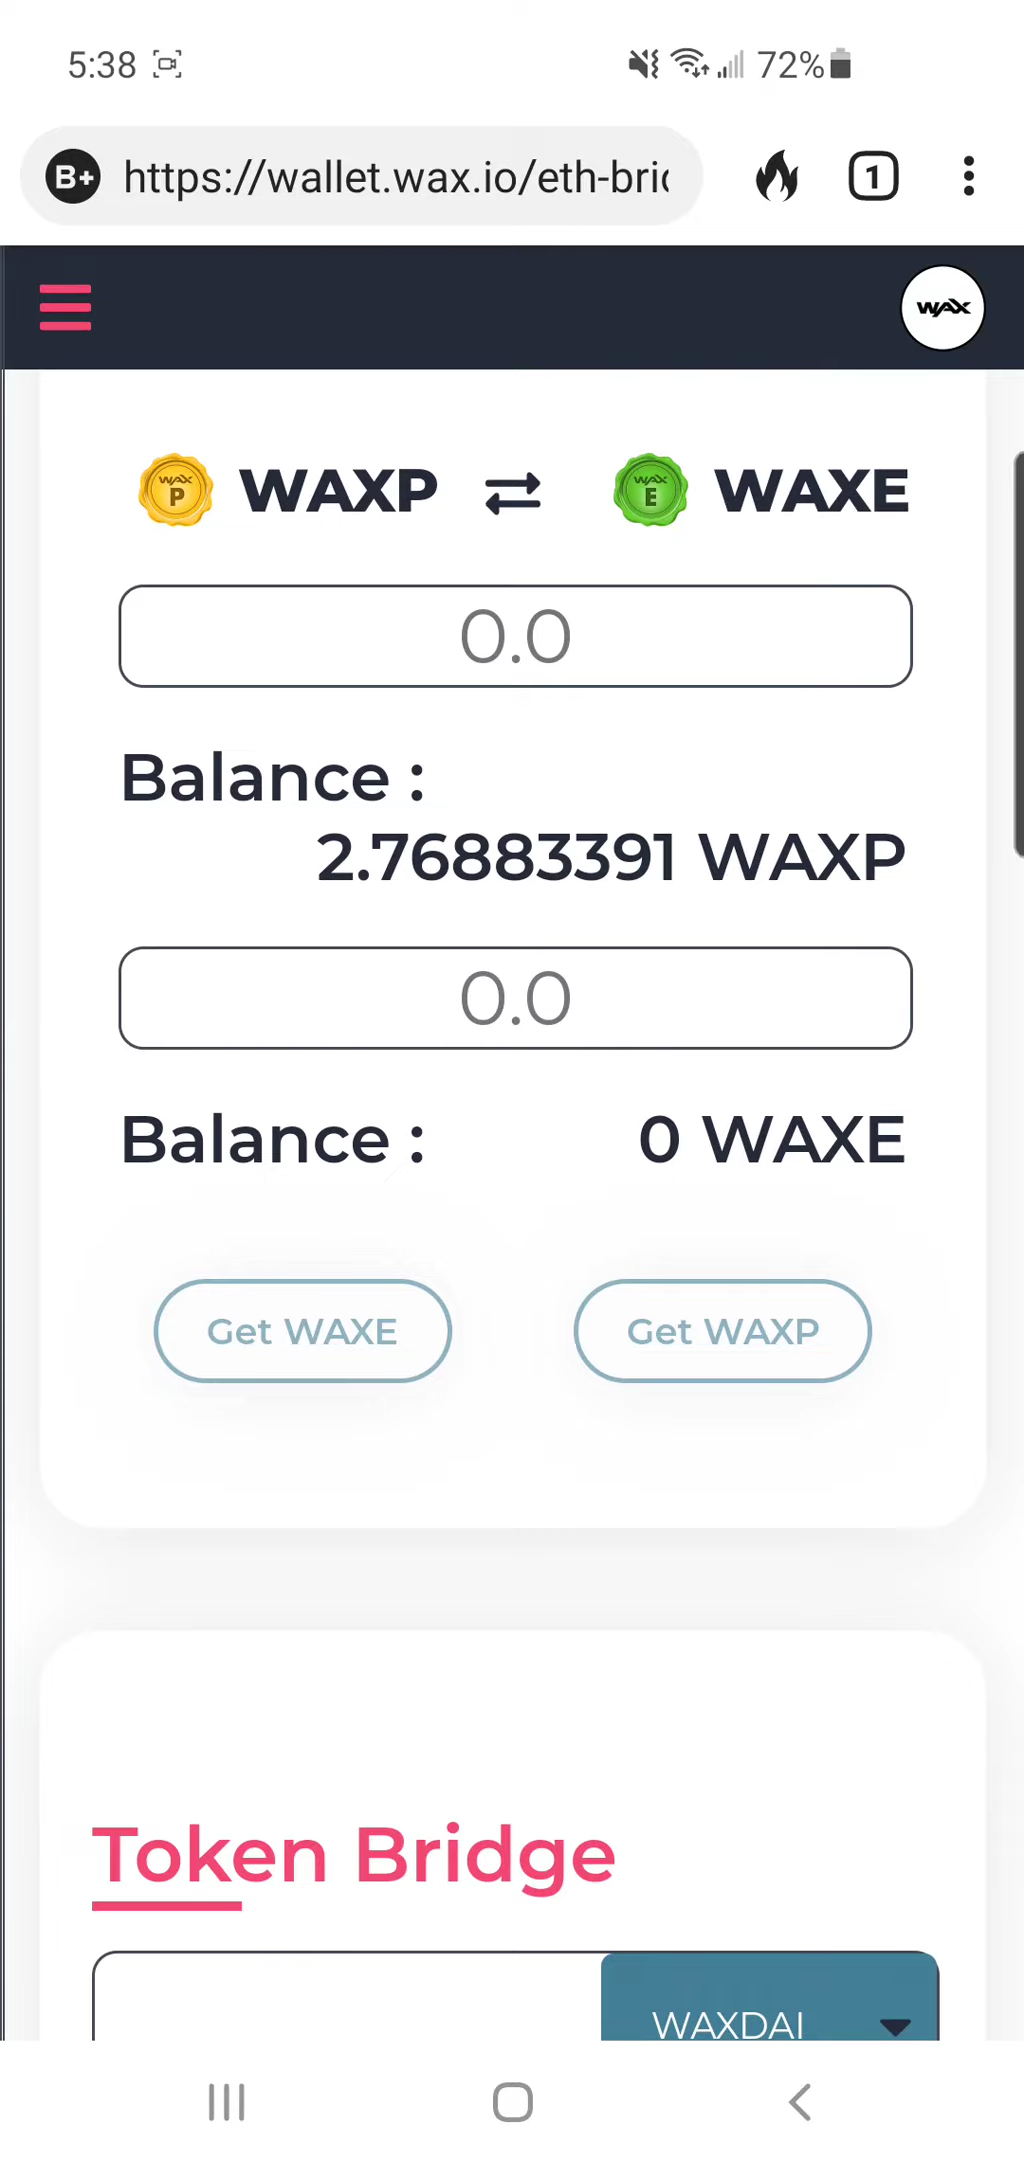 5:38 72%
B+ https://wallet.wax.io/eth-bri
1
WAX
WAX P WAXP WAX E WAXE
0.0
Balance :
2.76883391 WAXP
0.0
Balance : 0 WAXE
Get WAXE Get WAXP
Token Bridge
WAXDAI